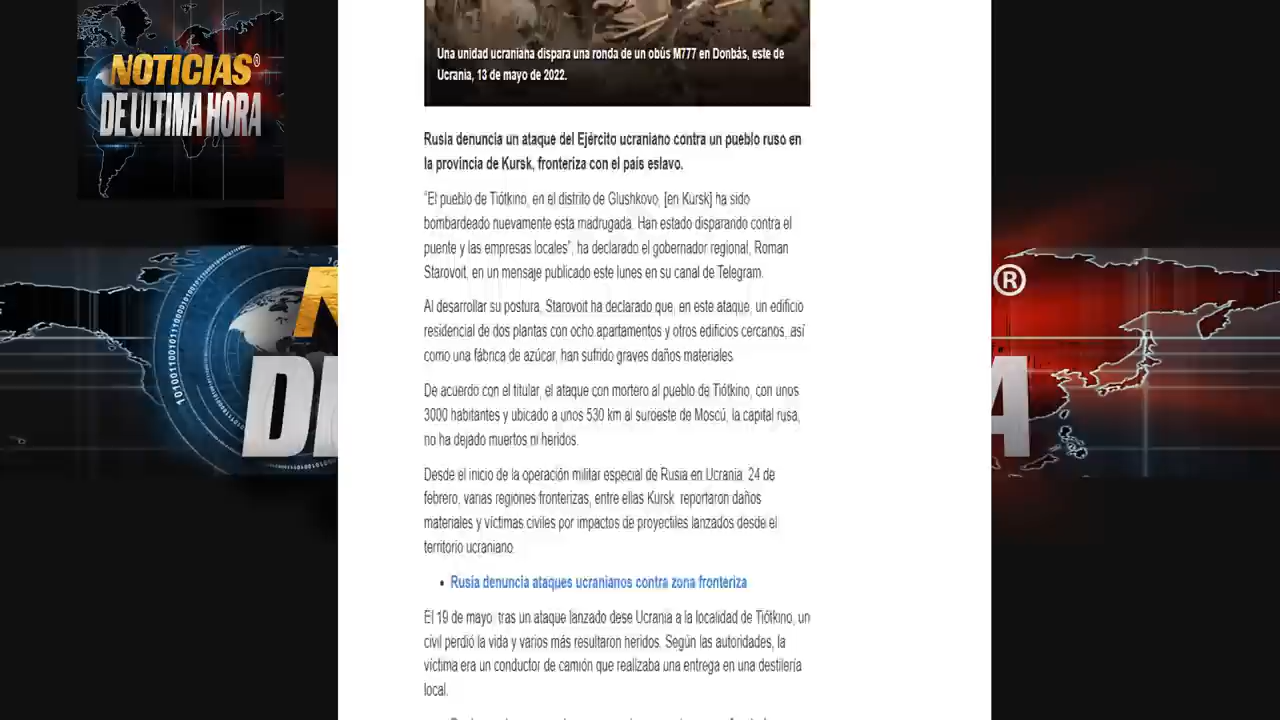 NOTICIAS®
DE ULTIMA HORA
Una unidad ucraniana dispara una ronda de un obús M777 en Donbás, este de
Ucrania, 13 de mayo de 2022.
Rusia denuncia un ataque del Ejército ucraniano contra un pueblo ruso en
la provincia de Kursk, fronteriza con el país eslavo.
“El pueblo de Tiótkino, en el distrito de Glushkovo, [en Kursk] ha sido
bombardeado nuevamente esta madrugada. Han estado disparando contra el
puente y las empresas locales”, ha declarado el gobernador regional, Roman
Starovoit, en un mensaje publicado este lunes en su canal de Telegram.
Al desarrollar su postura, Starovoit ha declarado que, en este ataque, un edificio
residencial de dos plantas con ocho apartamentos y otros edificios cercanos, así
como una fábrica de azúcar, han sufrido graves daños materiales.
De acuerdo con el titular, el ataque con mortero al pueblo de Tiótkino, con unos
3000 habitantes y ubicado a unos 530 km al suroeste de Moscú, la capital rusa,
no ha dejado muertos ni heridos.
Desde el inicio de la operación militar especial de Rusia en Ucrania, 24 de
febrero, varias regiones fronterizas, entre ellas Kursk, reportaron daños
materiales y víctimas civiles por impactos de proyectiles lanzados desde el
territorio ucraniano.
• Rusia denuncia ataques ucranianos contra zona fronteriza
El 19 de mayo, tras un ataque lanzado dese Ucrania a la localidad de Tiótkino, un
civil perdió la vida y varios más resultaron heridos. Según las autoridades, la
víctima era un conductor de camión que realizaba una entrega en una destilería
local.
N
®
A